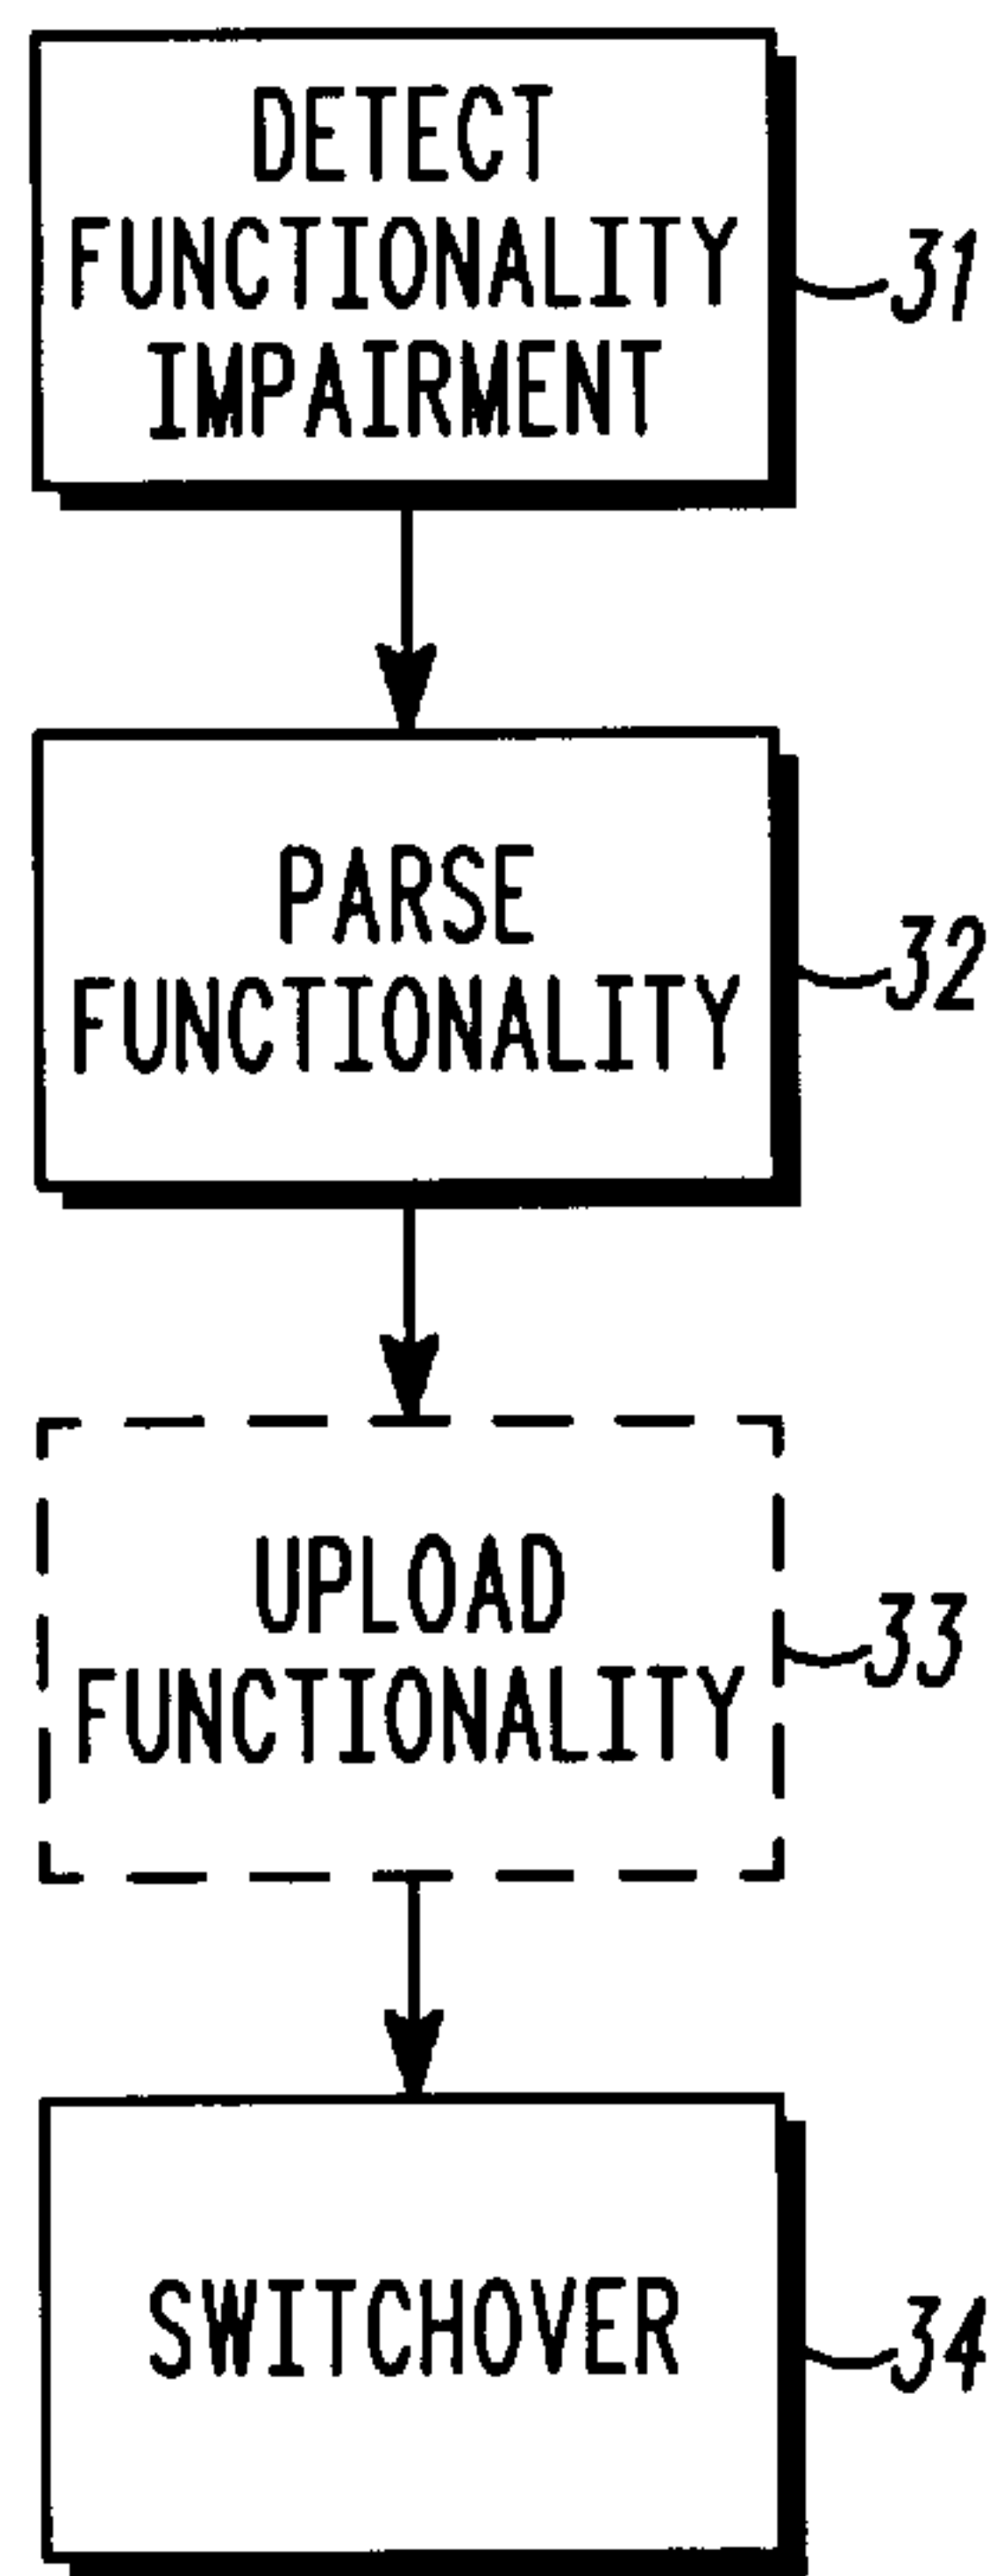 DETECT
FUNCTIONALITY
IMPAIRMENT
31
PARSE
FUNCTIONALITY
32
UPLOAD
FUNCTIONALITY
33
SWITCHOVER
34